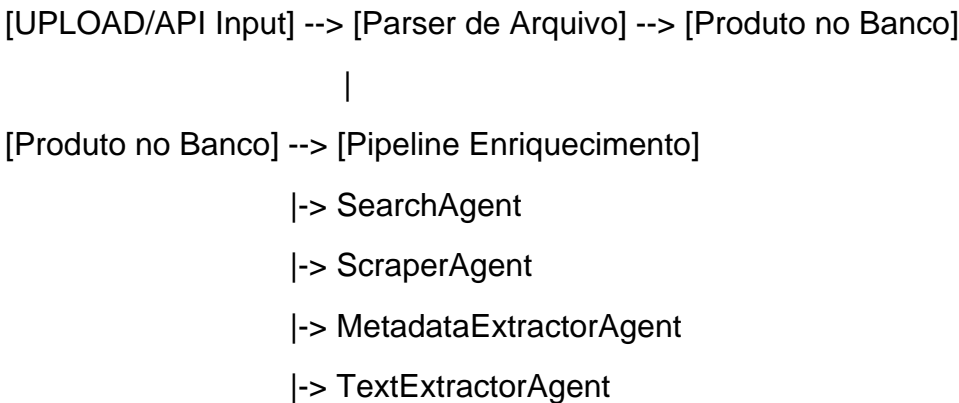 [UPLOAD/API Input] --> [Parser de Arquivo] --> [Produto no Banco]
|
[Produto no Banco] --> [Pipeline Enriquecimento]
|-> SearchAgent
|-> ScraperAgent
|-> MetadataExtractorAgent
|-> TextExtractorAgent